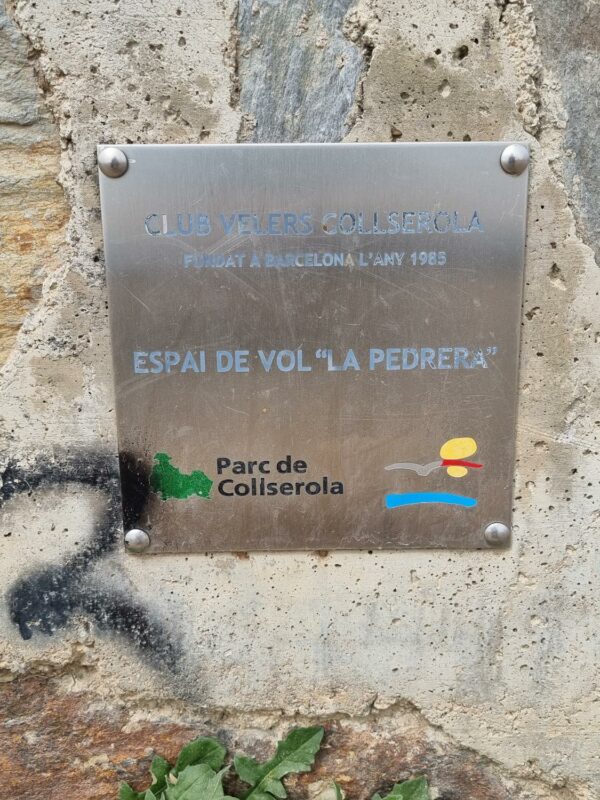 CLUB VELERS COLLSEROLA
FUNDAT A BARCELONA L'ANY 1985
ESPAI DE VOL "LA PEDRERA"
Parc de
Collserola